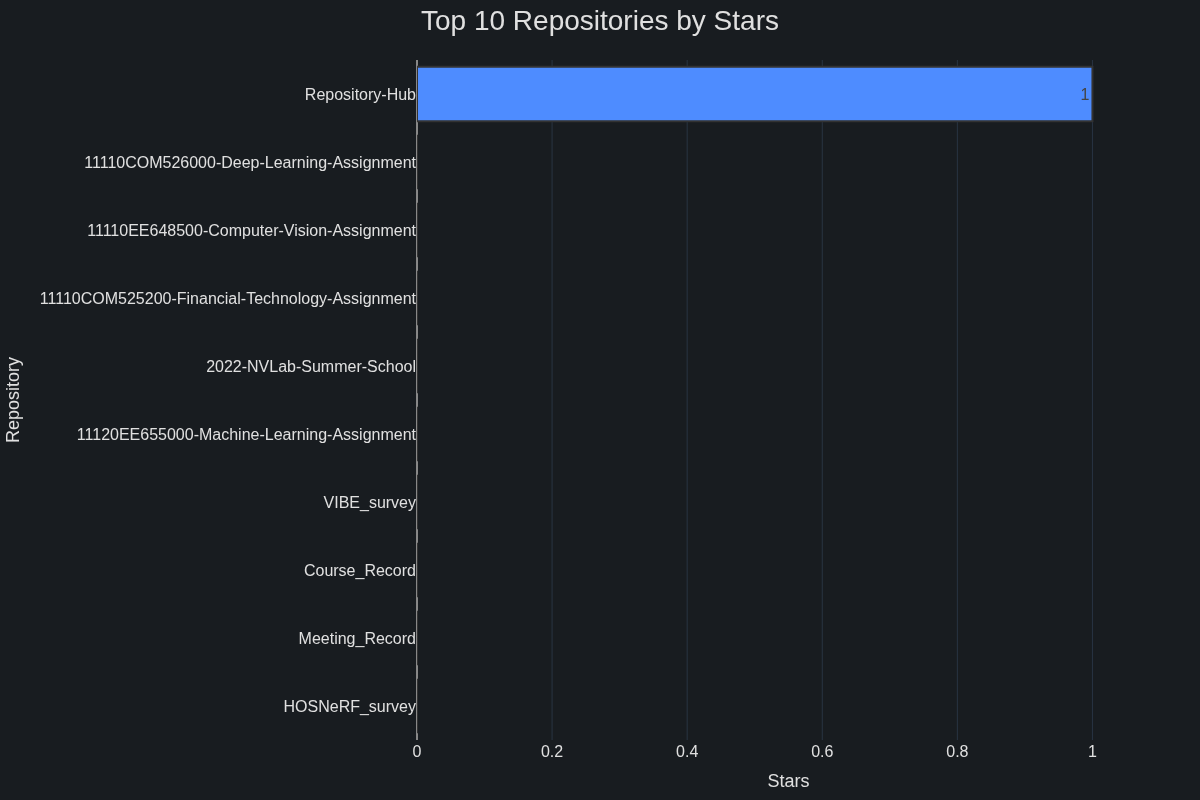 Top 10 Repositories by Stars
Repository-Hub
1
11110COM526000-Deep-Learning-Assignment
11110EE648500-Computer-Vision-Assignment
11110COM525200-Financial-Technology-Assignment
2022-NVLab-Summer-School
11120EE655000-Machine-Learning-Assignment
VIBE_survey
Course_Record
Meeting_Record
HOSNeRF_survey
Repository
0 0.2 0.4 0.6 0.8 1
Stars